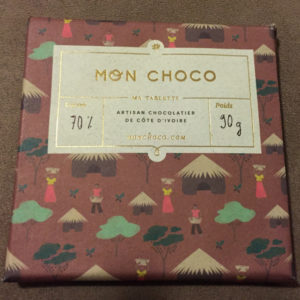 MON CHOCO
MA TABLETTE
70 %
ARTISAN CHOCOLATIER
DE CÔTE D'IVOIRE
Poids
90g
MONCHOCO.COM